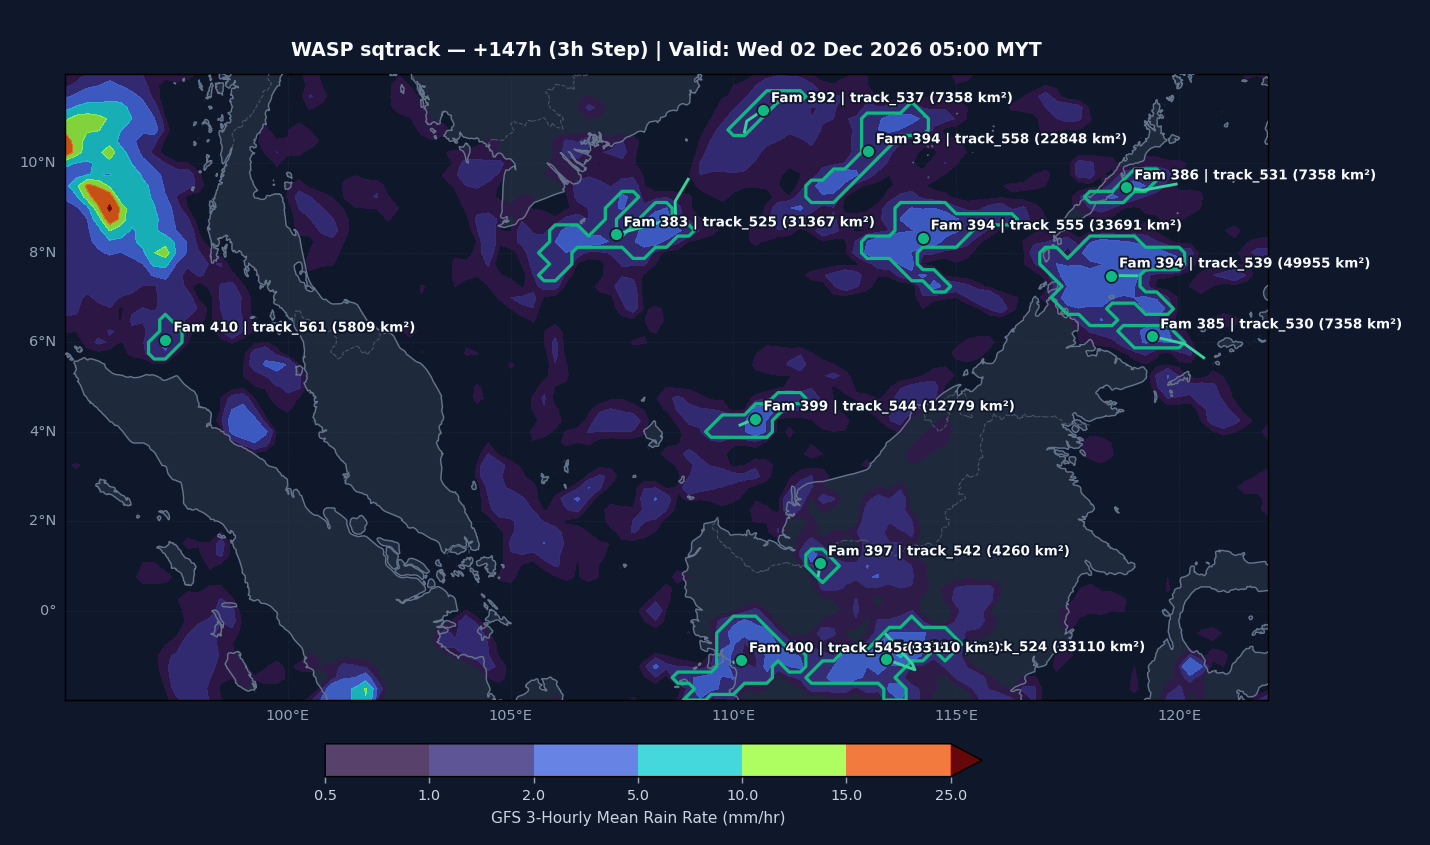 WASP sqtrack — +147h (3h Step) | Valid: Wed 02 Dec 2026 05:00 MYT
Fam 392 | track_537 (7358 km²)
Fam 394 | track_558 (22848 km²)
10°N
Fam 386 | track_531 (7358 km²)
Fam 383 | track_525 (31367 km²)
Fam 394 | track_555 (33691 km²)
8°N
Fam 394 | track_539 (49955 km²)
Fam 410 | track_561 (5809 km²)
Fam 385 | track_530 (7358 km²)
6°N
Fam 399 | track_544 (12779 km²)
4°N
2°N
Fam 397 | track_542 (4260 km²)
0°
Fam 400 | track_545 (33110 km²)
k_524 (33110 km²)
100°E
105°E
110°E
115°E
120°E
0.5
1.0
2.0
5.0
10.0
15.0
25.0
GFS 3-Hourly Mean Rain Rate (mm/hr)